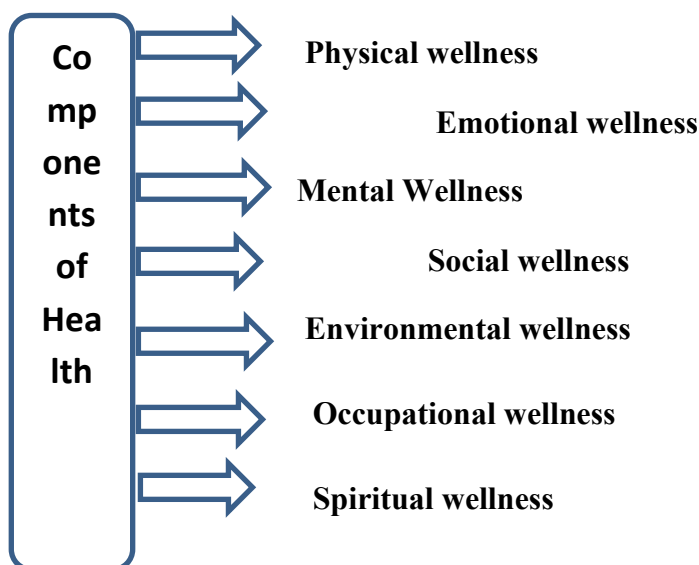 Co
mp
one
nts
of
Hea
lth
Physical wellness
Emotional wellness
Mental Wellness
Social wellness
Environmental wellness
Occupational wellness
Spiritual wellness